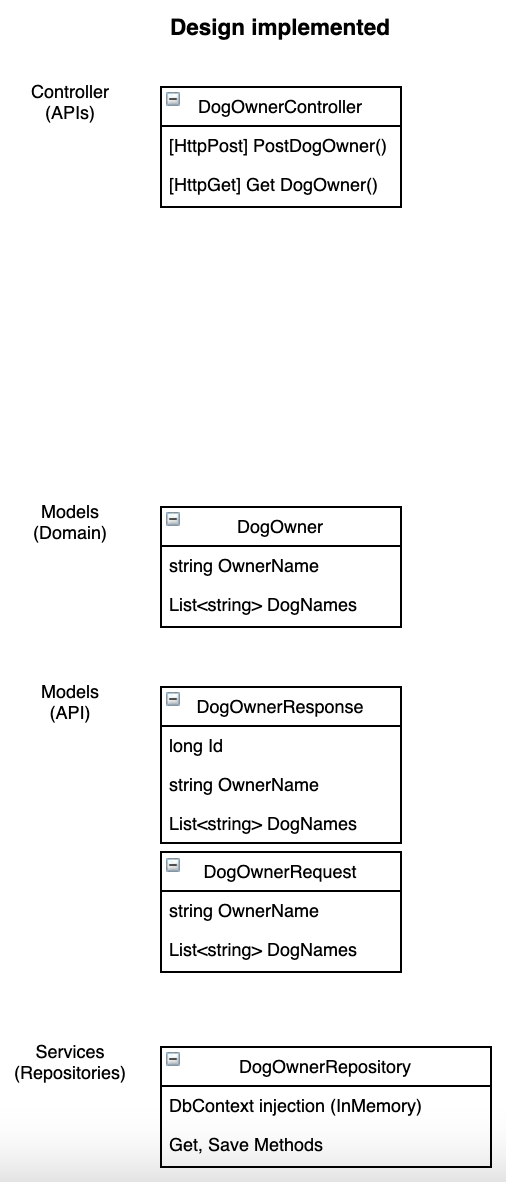 Design implemented
Controller
(APIs)
DogOwnerController
[HttpPost] PostDogOwner()
[HttpGet] Get DogOwner()
Models
(Domain)
DogOwner
string OwnerName
List<string> DogNames
Models
(API)
DogOwnerResponse
long Id
string OwnerName
List<string> DogNames
DogOwnerRequest
string OwnerName
List<string> DogNames
Services
(Repositories)
DogOwnerRepository
DbContext injection (InMemory)
Get, Save Methods